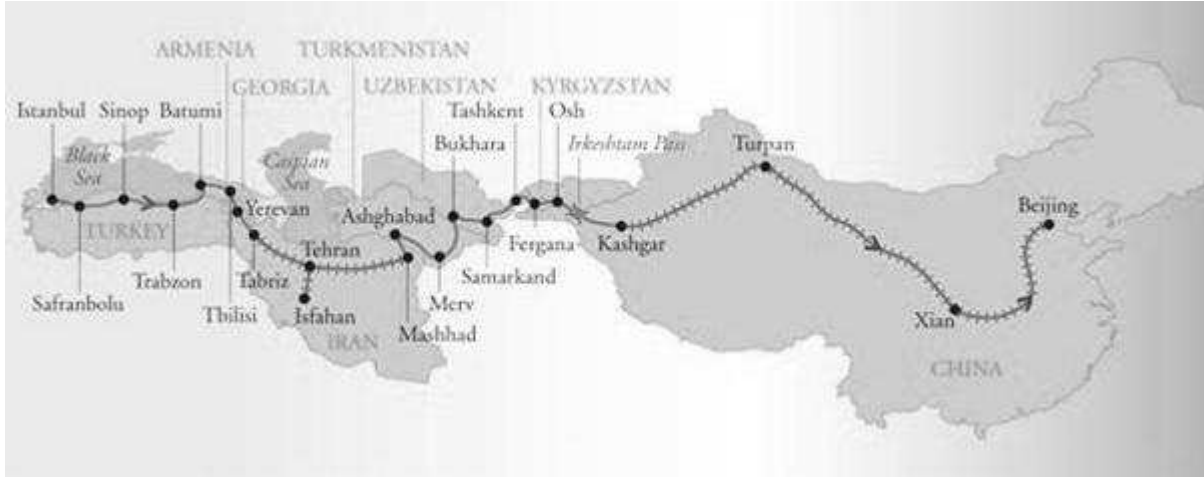 ARMENIA TURKMENISTAN
GEORGIA UZBEKISTAN KYRGYZSTAN
Istanbul Sinop Batumi Tashkent Osh
Bukhara Irkeshtam Pass Turpan
Black
Sea
Caspian
Sea
Yerevan Ashghabad Beijing
TURKEY Tehran Fergana Kashgar
Trabzon Tabriz Samarkand
Safranbolu Tbilisi Isfahan Merv
Mashhad Xian
IRAN
CHINA